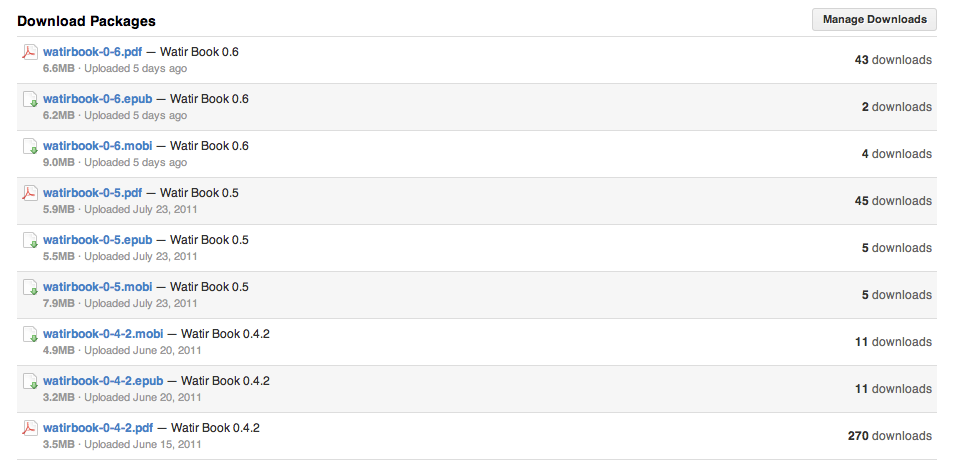 Download Packages
Manage Downloads
watirbook-0-6.pdf — Watir Book 0.6
6.6MB · Uploaded 5 days ago
43 downloads
watirbook-0-6.epub — Watir Book 0.6
6.2MB · Uploaded 5 days ago
2 downloads
watirbook-0-6.mobi — Watir Book 0.6
9.0MB · Uploaded 5 days ago
4 downloads
watirbook-0-5.pdf — Watir Book 0.5
5.9MB · Uploaded July 23, 2011
45 downloads
watirbook-0-5.epub — Watir Book 0.5
5.5MB · Uploaded July 23, 2011
5 downloads
watirbook-0-5.mobi — Watir Book 0.5
7.9MB · Uploaded July 23, 2011
5 downloads
watirbook-0-4-2.mobi — Watir Book 0.4.2
4.9MB · Uploaded June 20, 2011
11 downloads
watirbook-0-4-2.epub — Watir Book 0.4.2
3.2MB · Uploaded June 20, 2011
11 downloads
watirbook-0-4-2.pdf — Watir Book 0.4.2
3.5MB · Uploaded June 15, 2011
270 downloads